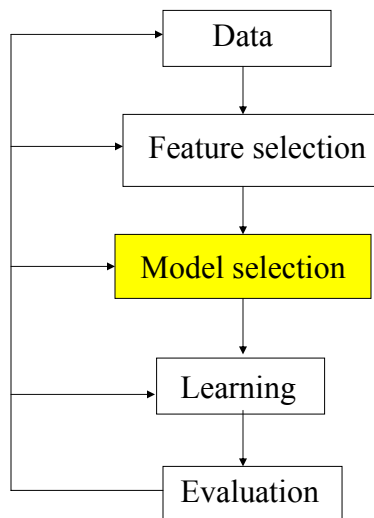 Data
Feature selection
Model selection
Learning
Evaluation